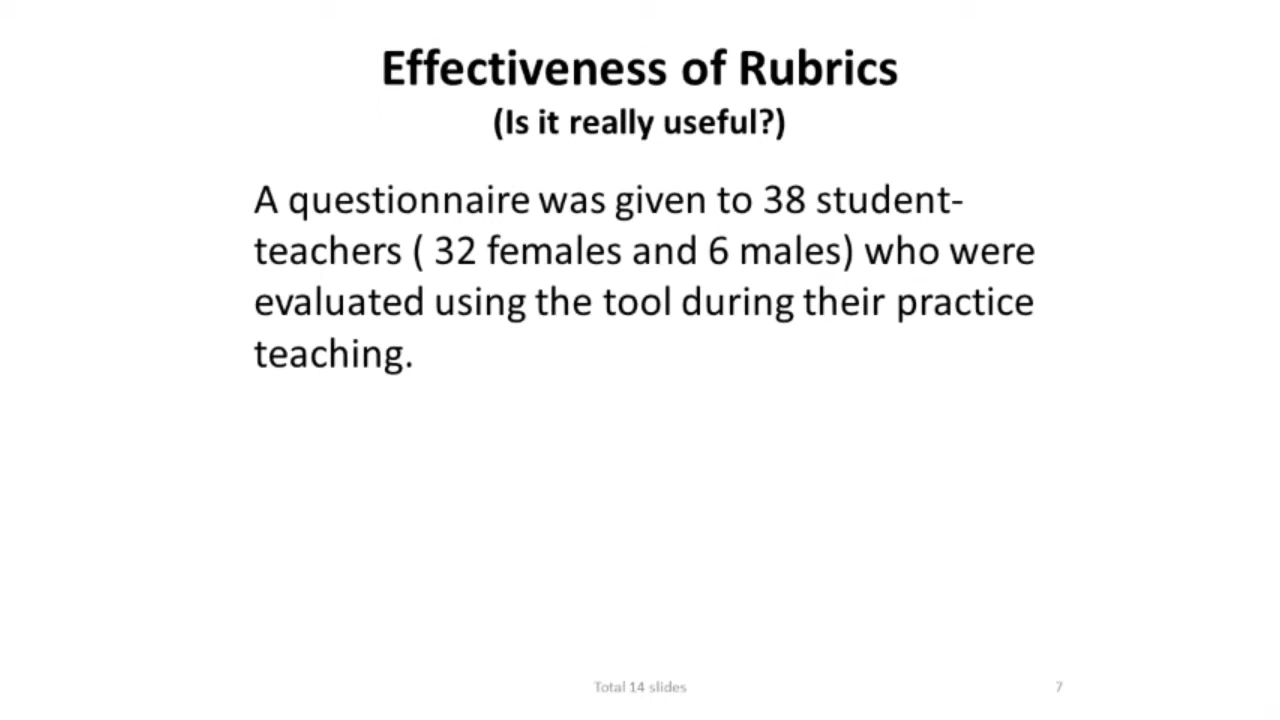 Effectiveness of Rubrics
(Is it really useful?)
A questionnaire was given to 38 student-
teachers ( 32 females and 6 males) who were
evaluated using the tool during their practice
teaching.
Total 14 slides
7